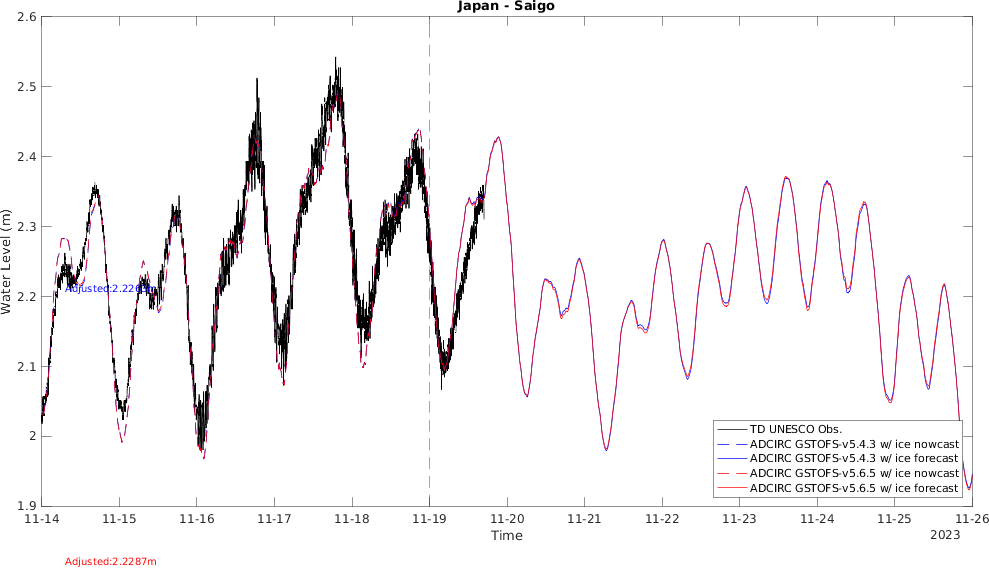 Japan - Saigo
2.6
2.5
2.4
2.3
2.2
2.1
2
1.9
Water Level (m)
TD UNESCO Obs.
ADCIRC GSTOFS-v5.4.3 w/ ice nowcast
ADCIRC GSTOFS-v5.4.3 w/ ice forecast
ADCIRC GSTOFS-v5.6.5 w/ ice nowcast
ADCIRC GSTOFS-v5.6.5 w/ ice forecast
11-14 11-15 11-16 11-17 11-18 11-19 11-20 11-21 11-22 11-23 11-24 11-25 11-26
Time
2023
Adjusted:2.2287m